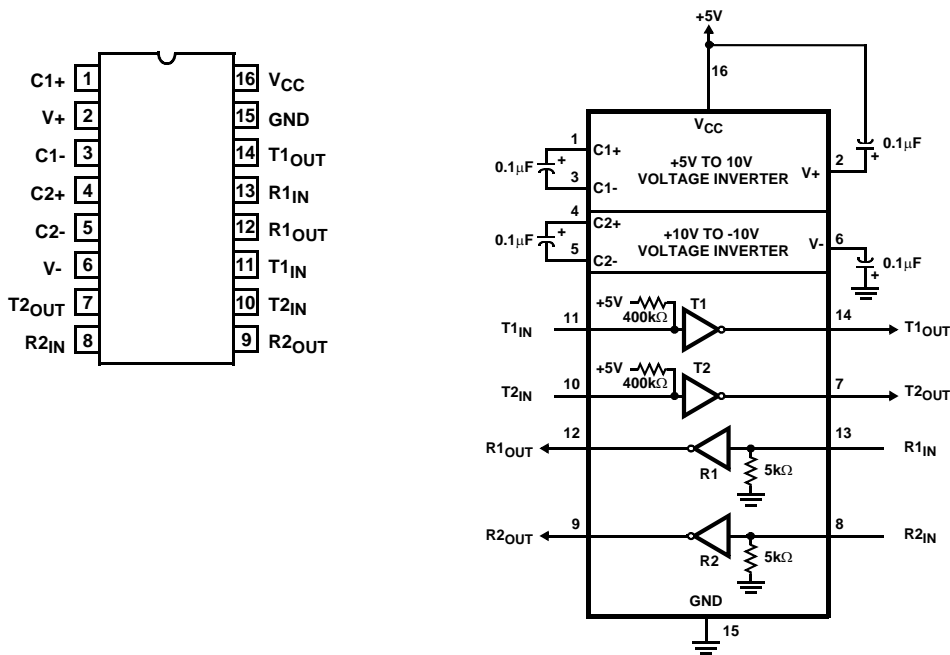 C1+ 1
V+ 2
C1- 3
C2+ 4
C2- 5
V- 6
T2OUT 7
R2IN 8
16 VCC
15 GND
14 T1OUT
13 R1IN
12 R1OUT
11 T1IN
10 T2IN
9 R2OUT
+5V
16
VCC
1
C1+
0.1μF
+
3
C1-
+5V TO 10V
VOLTAGE INVERTER
V+
2
0.1μF
+
4
C2+
0.1μF
+
5
C2-
+10V TO -10V
VOLTAGE INVERTER
V-
6
0.1μF
+
T1IN
11
+5V
400kΩ
T1
14
T1OUT
T2IN
10
+5V
400kΩ
T2
7
T2OUT
R1OUT
12
R1
5kΩ
13
R1IN
R2OUT
9
R2
5kΩ
8
R2IN
GND
15